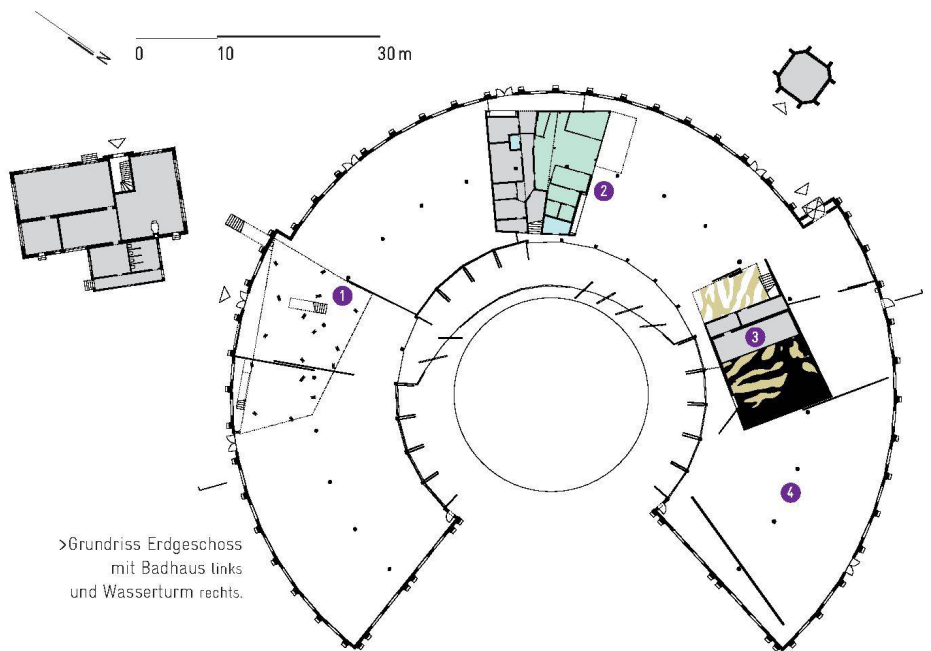 N
0 10 30 m
2
1
3
4
>Grundriss Erdgeschoss
mit Badhaus links
und Wasserturm rechts.